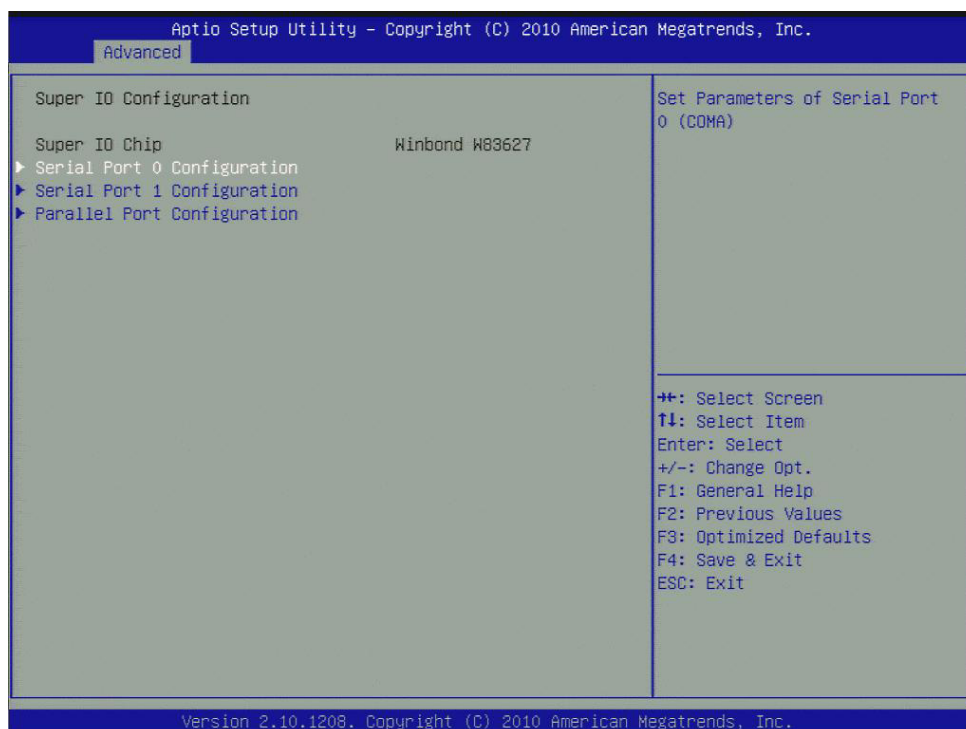 Aptio Setup Utility – Copyright (C) 2010 American Megatrends, Inc.
Advanced
Super IO Configuration
Super IO Chip Winbond W83627
▶ Serial Port 0 Configuration
▶ Serial Port 1 Configuration
▶ Parallel Port Configuration
Set Parameters of Serial Port
0 (COMA)
→←: Select Screen
↑↓: Select Item
Enter: Select
+/-: Change Opt.
F1: General Help
F2: Previous Values
F3: Optimized Defaults
F4: Save & Exit
ESC: Exit
Version 2.10.1208. Copyright (C) 2010 American Megatrends, Inc.